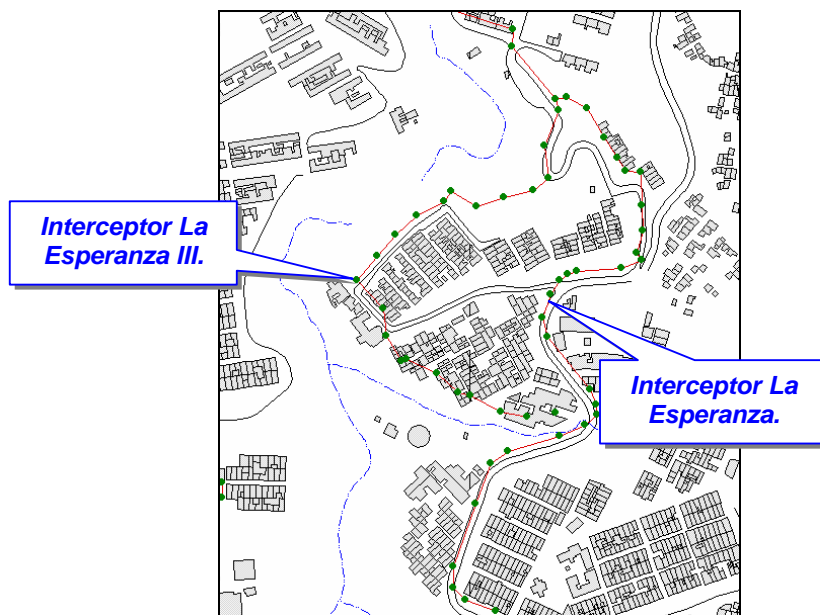 Interceptor La
Esperanza III.
Interceptor La
Esperanza.